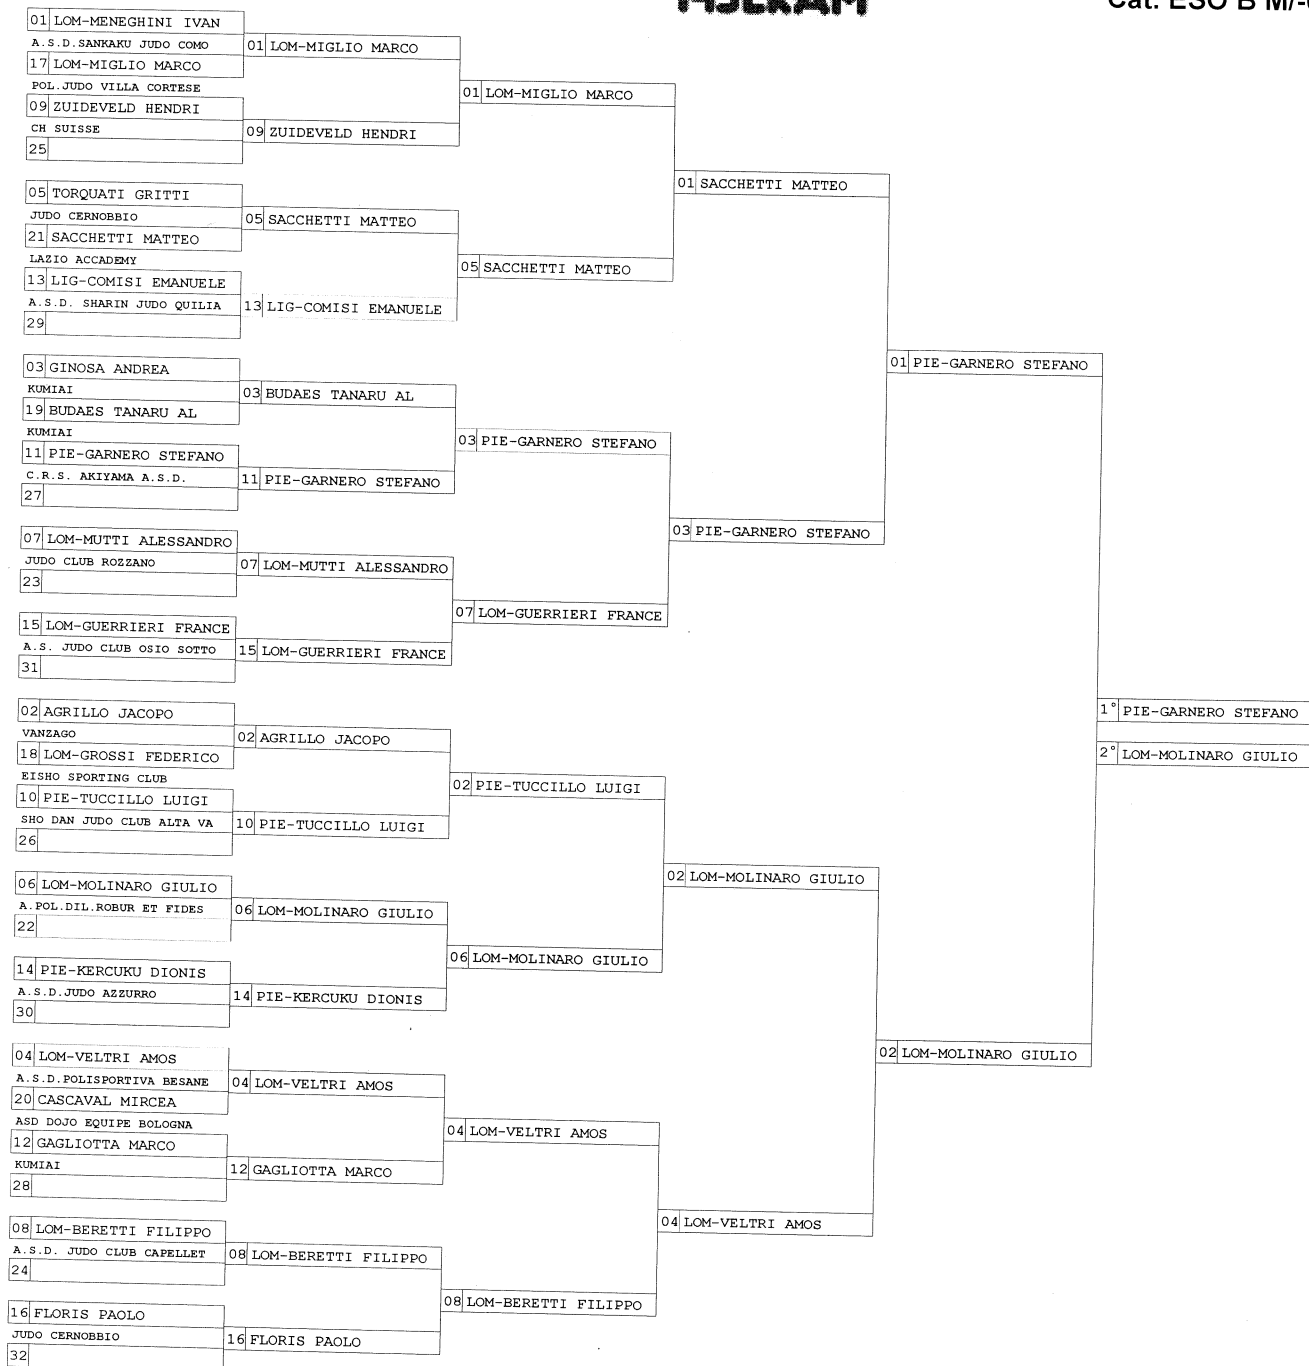 Cat. ESO B M/-6
01 LOM-MENEGHINI IVAN
A.S.D.SANKAKU JUDO COMO
17 LOM-MIGLIO MARCO
POL.JUDO VILLA CORTESE
09 ZUIDEVELD HENDRI
CH SUISSE
25
05 TORQUATI GRITTI
JUDO CERNOBBIO
21 SACCHETTI MATTEO
LAZIO ACCADEMY
13 LIG-COMISI EMANUELE
A.S.D. SHARIN JUDO QUILIA
29
03 GINOSA ANDREA
KUMIAI
19 BUDAES TANARU AL
KUMIAI
11 PIE-GARNERO STEFANO
C.R.S. AKIYAMA A.S.D.
27
07 LOM-MUTTI ALESSANDRO
JUDO CLUB ROZZANO
23
15 LOM-GUERRIERI FRANCE
A.S. JUDO CLUB OSIO SOTTO
31
02 AGRILLO JACOPO
VANZAGO
18 LOM-GROSSI FEDERICO
EISHO SPORTING CLUB
10 PIE-TUCCILLO LUIGI
SHO DAN JUDO CLUB ALTA VA
26
06 LOM-MOLINARO GIULIO
A.POL.DIL.ROBUR ET FIDES
22
14 PIE-KERCUKU DIONIS
A.S.D.JUDO AZZURRO
30
04 LOM-VELTRI AMOS
A.S.D.POLISPORTIVA BESANE
20 CASCAVAL MIRCEA
ASD DOJO EQUIPE BOLOGNA
12 GAGLIOTTA MARCO
KUMIAI
28
08 LOM-BERETTI FILIPPO
A.S.D. JUDO CLUB CAPELLET
24
16 FLORIS PAOLO
JUDO CERNOBBIO
32
01 LOM-MIGLIO MARCO
09 ZUIDEVELD HENDRI
05 SACCHETTI MATTEO
13 LIG-COMISI EMANUELE
03 BUDAES TANARU AL
11 PIE-GARNERO STEFANO
07 LOM-MUTTI ALESSANDRO
15 LOM-GUERRIERI FRANCE
02 AGRILLO JACOPO
10 PIE-TUCCILLO LUIGI
06 LOM-MOLINARO GIULIO
14 PIE-KERCUKU DIONIS
04 LOM-VELTRI AMOS
12 GAGLIOTTA MARCO
08 LOM-BERETTI FILIPPO
16 FLORIS PAOLO
01 LOM-MIGLIO MARCO
05 SACCHETTI MATTEO
03 PIE-GARNERO STEFANO
07 LOM-GUERRIERI FRANCE
02 PIE-TUCCILLO LUIGI
06 LOM-MOLINARO GIULIO
04 LOM-VELTRI AMOS
08 LOM-BERETTI FILIPPO
01 SACCHETTI MATTEO
03 PIE-GARNERO STEFANO
02 LOM-MOLINARO GIULIO
04 LOM-VELTRI AMOS
01 PIE-GARNERO STEFANO
02 LOM-MOLINARO GIULIO
1° PIE-GARNERO STEFANO
2° LOM-MOLINARO GIULIO